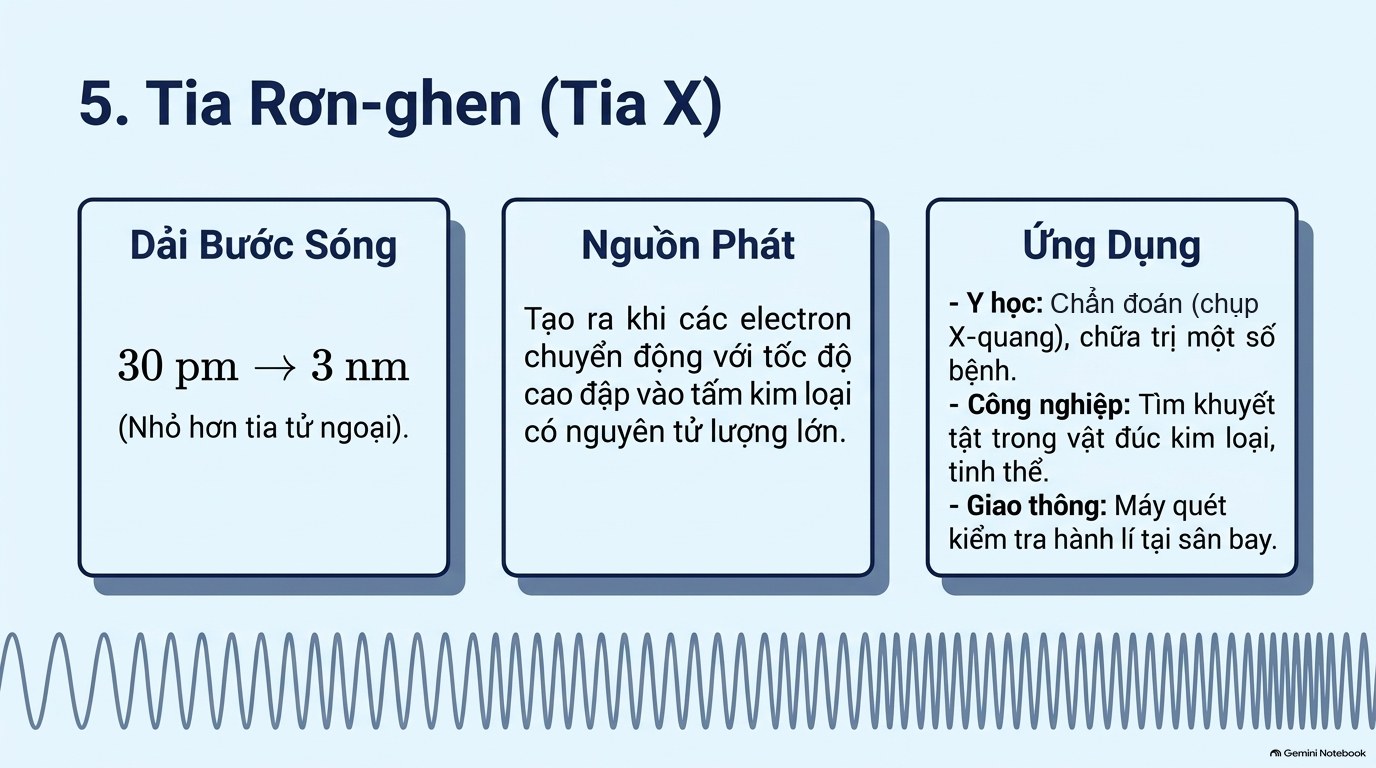 5. Tia Rơn-ghen (Tia X)
Dải Bước Sóng
30 pm → 3 nm
(Nhỏ hơn tia tử ngoại).
Nguồn Phát
Tạo ra khi các electron
chuyển động với tốc độ
cao đập vào tấm kim loại
có nguyên tử lượng lớn.
Ứng Dụng
- Y học: Chẩn đoán (chụp
X-quang), chữa trị một số
bệnh.
- Công nghiệp: Tìm khuyết
tật trong vật đúc kim loại,
tinh thể.
- Giao thông: Máy quét
kiểm tra hành lí tại sân bay.
Gemini Notebook